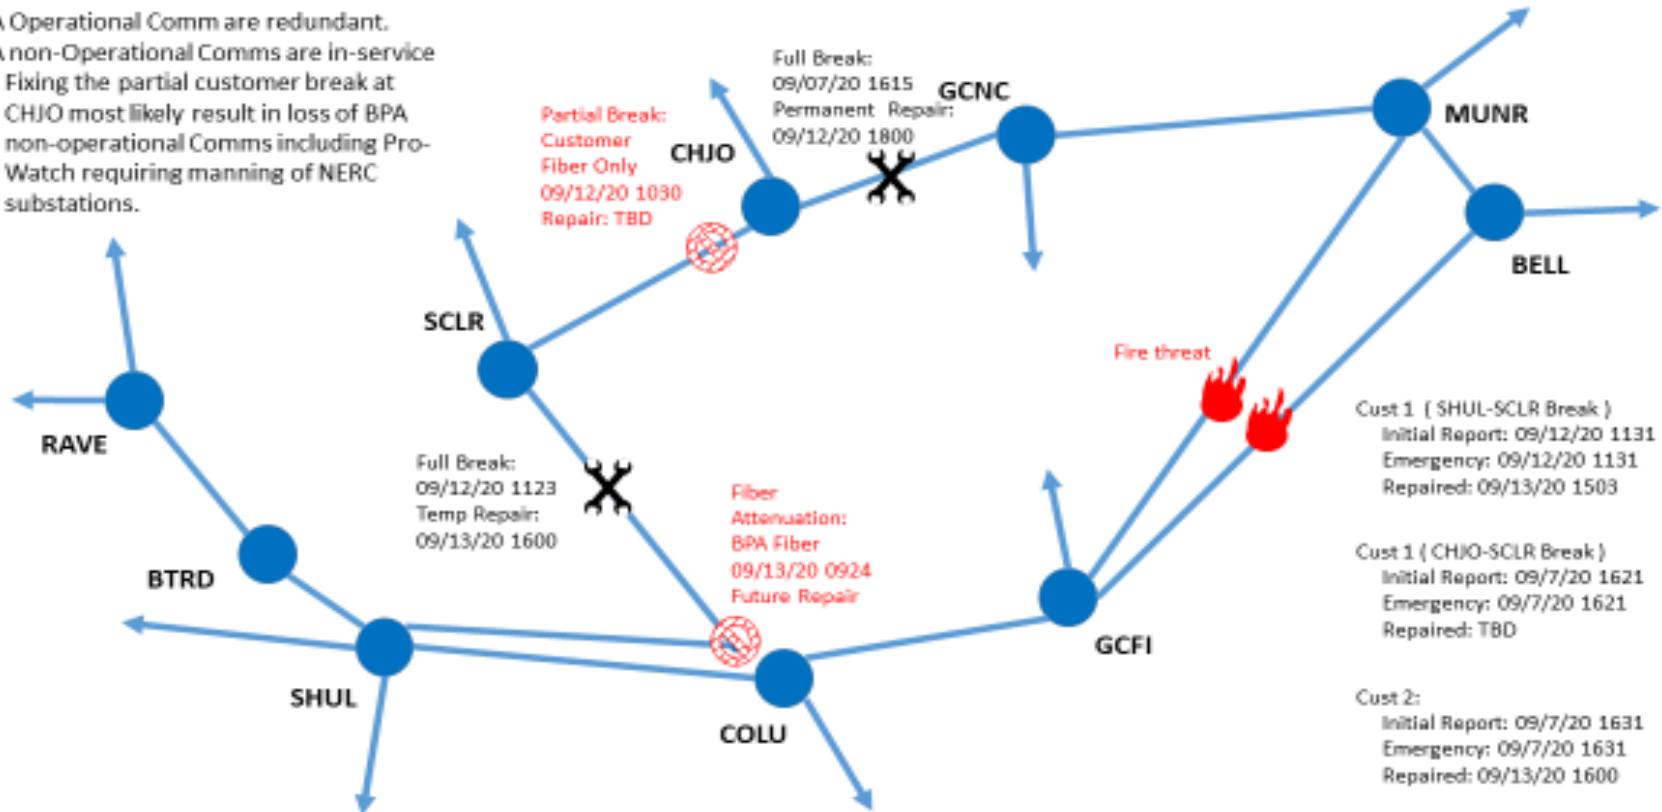 A Operational Comm are redundant.
A non-Operational Comms are in-service
Fixing the partial customer break at
CHJO most likely result in loss of BPA
non-operational Comms including Pro-
Watch requiring manning of NERC
substations.
Full Break:
09/07/20 1615
Permanent Repair:
09/12/20 1800
GCNC
MUNR
Partial Break:
Customer
Fiber Only
09/12/20 1030
Repair: TBD
CHJO
BELL
SCLR
Fire threat
RAVE
Full Break:
09/12/20 1123
Temp Repair:
09/13/20 1600
Fiber
Attenuation:
BPA Fiber
09/13/20 0924
Future Repair
BTRD
SHUL
COLU
GCFI
Cust 1 ( SHUL-SCLR Break )
Initial Report: 09/12/20 1131
Emergency: 09/12/20 1131
Repaired: 09/13/20 1503
Cust 1 ( CHJO-SCLR Break )
Initial Report: 09/7/20 1621
Emergency: 09/7/20 1621
Repaired: TBD
Cust 2:
Initial Report: 09/7/20 1631
Emergency: 09/7/20 1631
Repaired: 09/13/20 1600